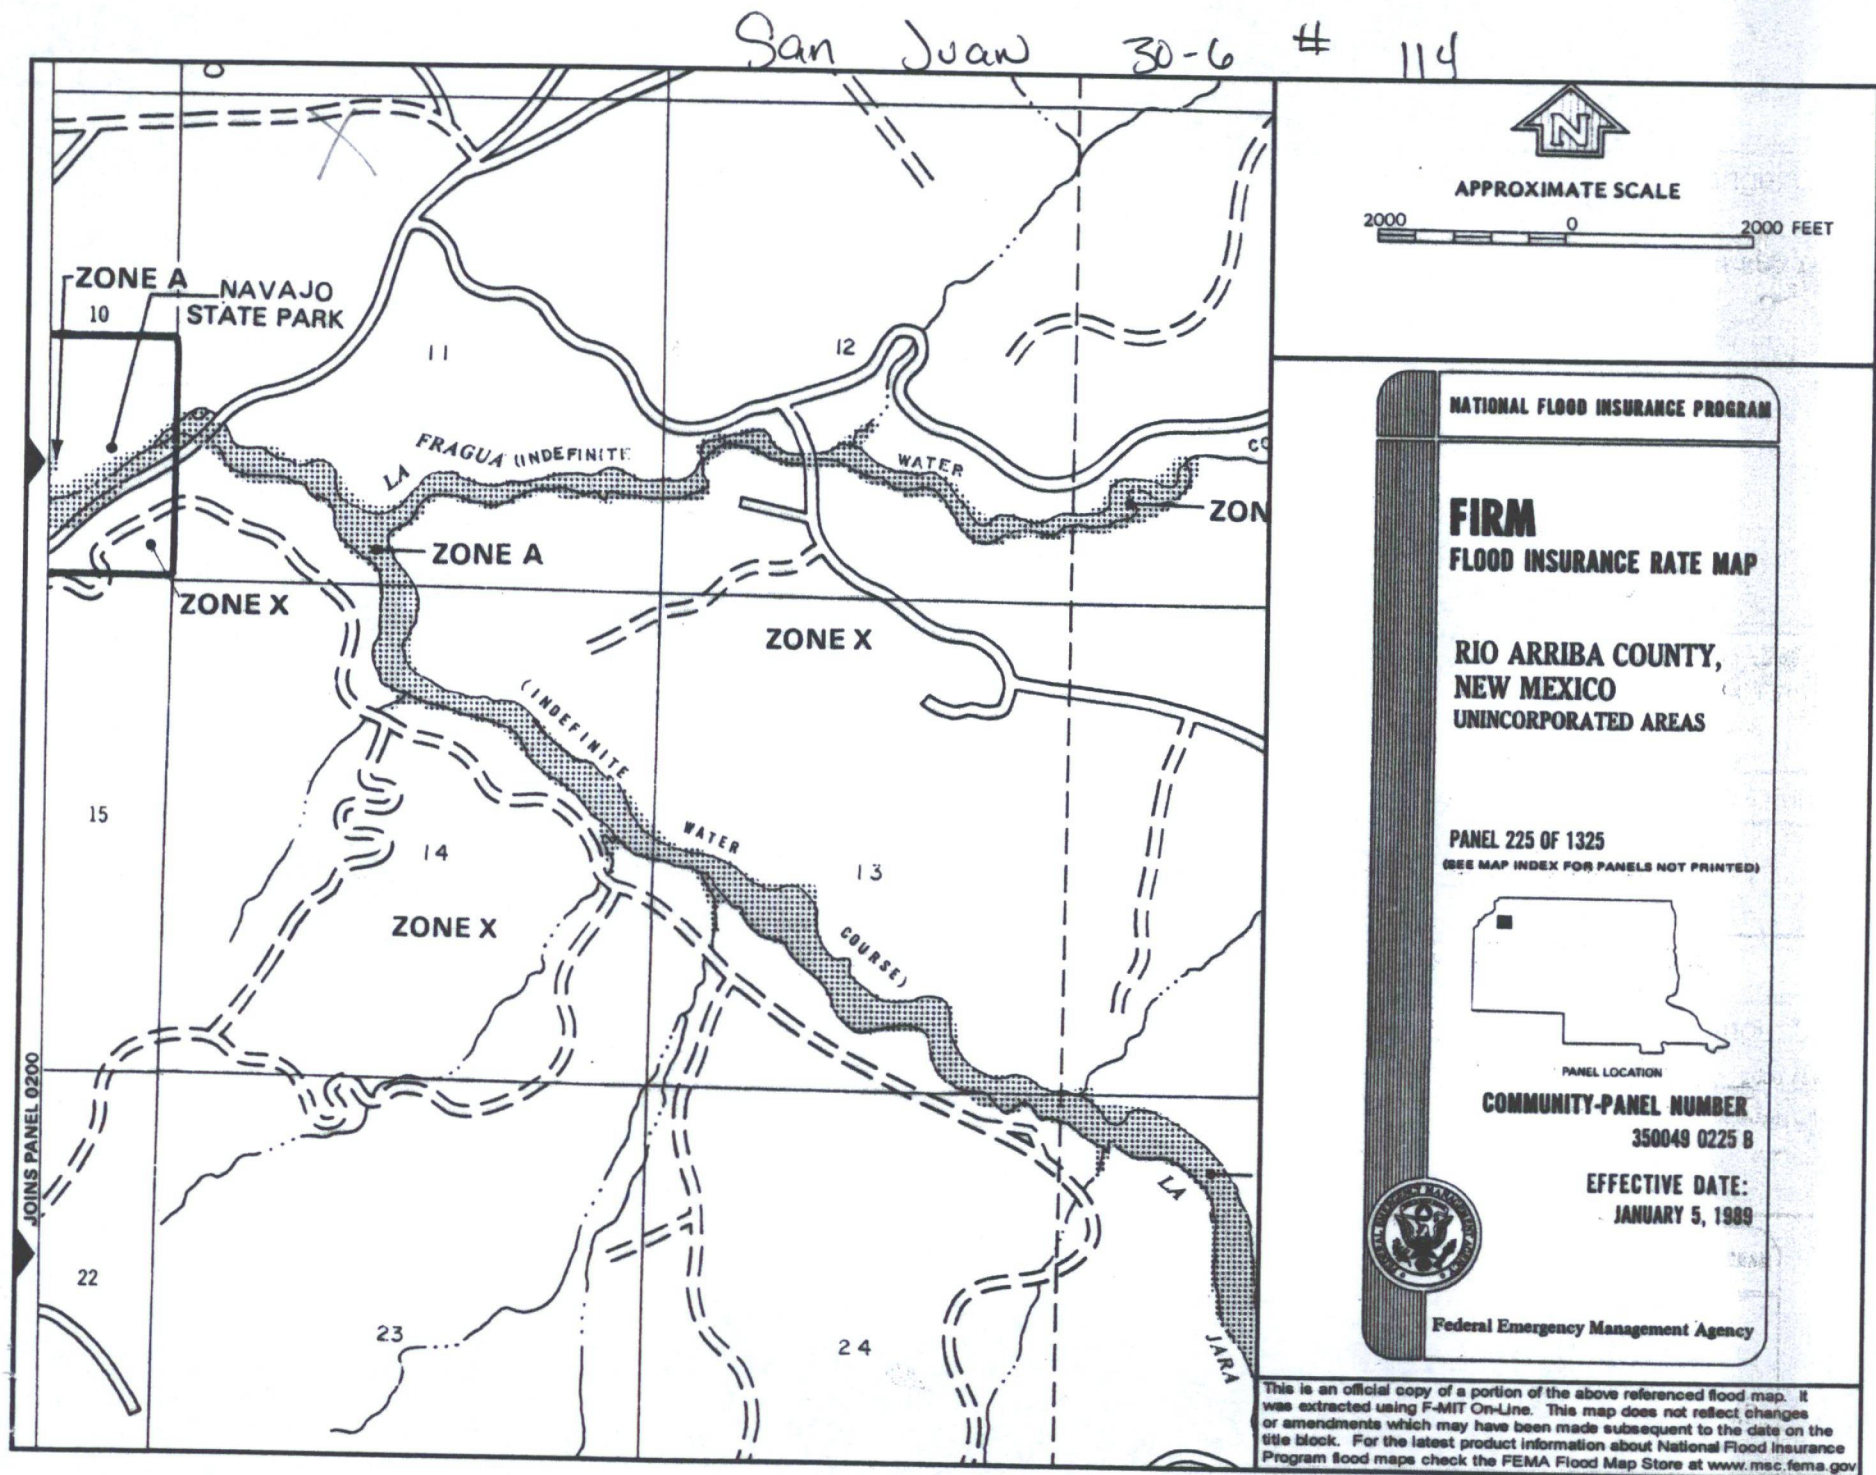 San Juan 30-6 # 114
N
APPROXIMATE SCALE
2000 0 2000 FEET
ZONE A
NAVAJO
STATE PARK
10
11
12
LA FRAGUA (INDEFINITE WATER CO
ZON
ZONE A
ZONE X
ZONE X
(INDEFINITE WATER COURSE)
15
14
13
ZONE X
LA JARA
22
23
24
JOINS PANEL 0200
NATIONAL FLOOD INSURANCE PROGRAM
FIRM
FLOOD INSURANCE RATE MAP
RIO ARRIBA COUNTY,
NEW MEXICO
UNINCORPORATED AREAS
PANEL 225 OF 1325
(SEE MAP INDEX FOR PANELS NOT PRINTED)
PANEL LOCATION
COMMUNITY-PANEL NUMBER
350049 0225 B
EFFECTIVE DATE:
JANUARY 5, 1989
FEDERAL EMERGENCY MANAGEMENT AGENCY
Federal Emergency Management Agency
This is an official copy of a portion of the above referenced flood map. It
was extracted using F-MIT On-Line. This map does not reflect changes
or amendments which may have been made subsequent to the date on the
title block. For the latest product information about National Flood Insurance
Program flood maps check the FEMA Flood Map Store at www.msc.fema.gov